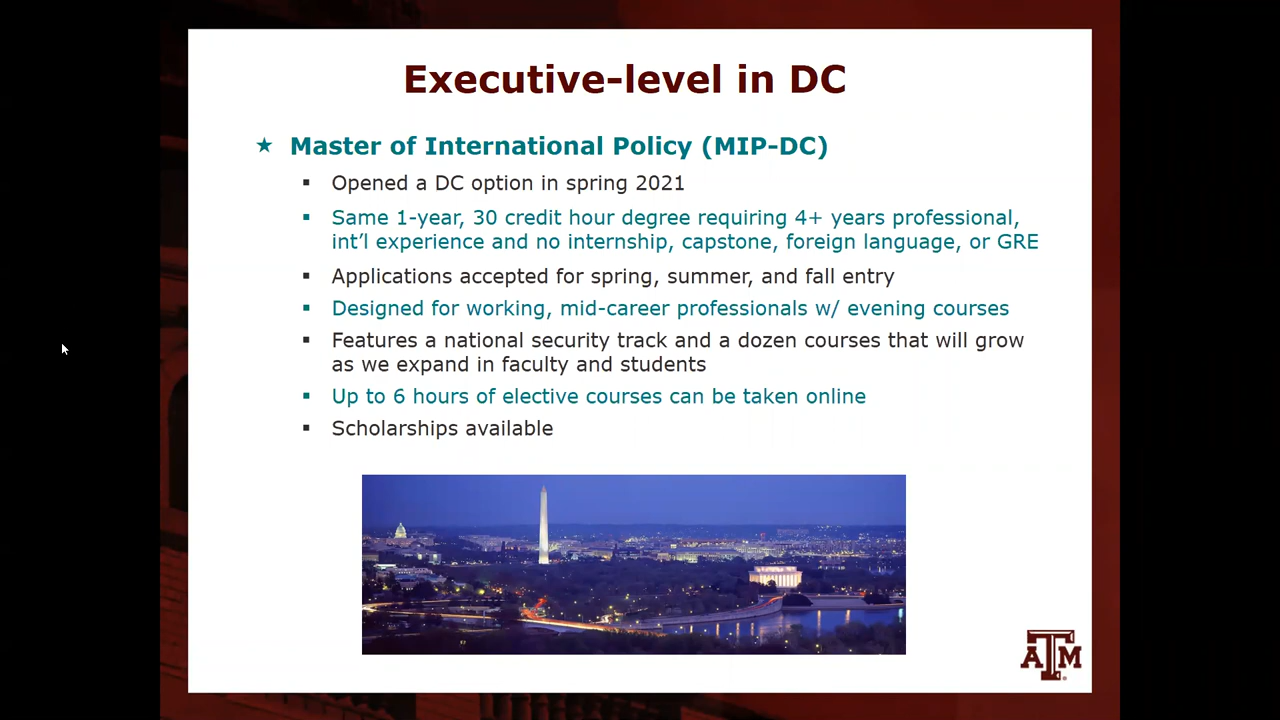 Executive-level in DC
★ Master of International Policy (MIP-DC)
▪ Opened a DC option in spring 2021
▪ Same 1-year, 30 credit hour degree requiring 4+ years professional,
int’l experience and no internship, capstone, foreign language, or GRE
▪ Applications accepted for spring, summer, and fall entry
▪ Designed for working, mid-career professionals w/ evening courses
▪ Features a national security track and a dozen courses that will grow
as we expand in faculty and students
▪ Up to 6 hours of elective courses can be taken online
▪ Scholarships available
ATM